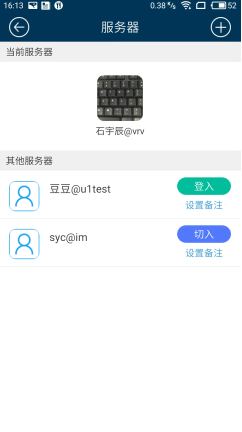 16:13 0.38 K/s 52
服务器
当前服务器
石宇辰@vrv
其他服务器
豆豆@u1test
登入
设置备注
syc@im
切入
设置备注